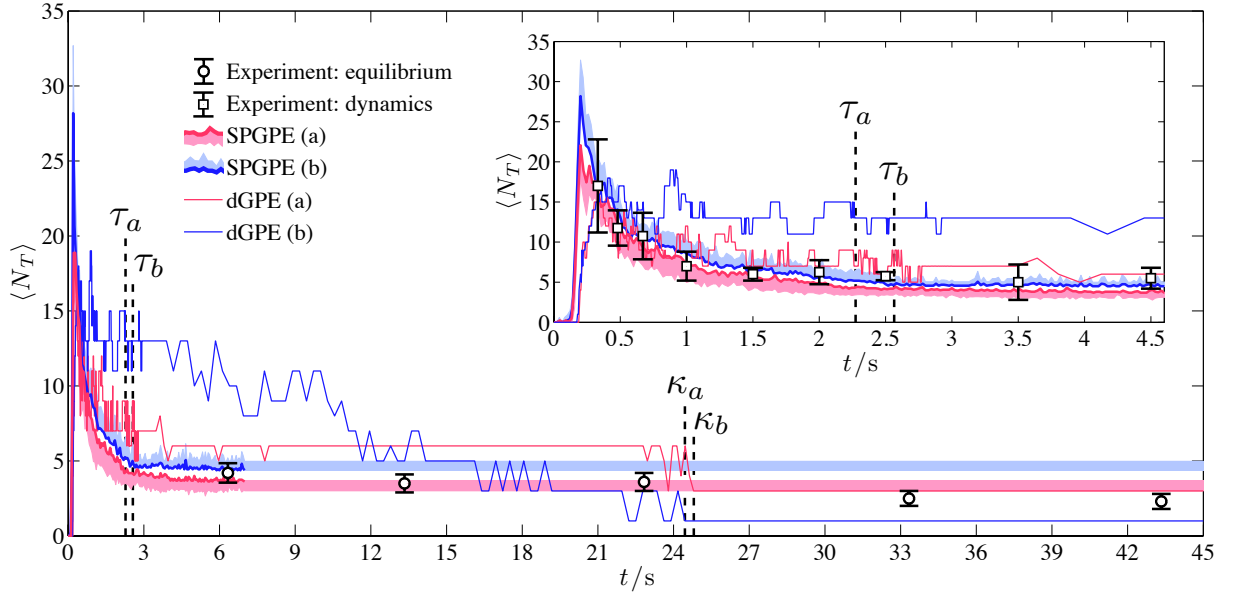 35
30
25
20
15
10
5
0
⟨N_T⟩
0
3
6
9
12
15
21
24
27
30
33
36
39
42
45
t/s
Experiment: equilibrium
Experiment: dynamics
SPGPE (a)
SPGPE (b)
dGPE (a)
dGPE (b)
τ_a
τ_b
κ_a
κ_b
35
30
25
20
15
10
5
0
⟨N_T⟩
τ_a
τ_b
0
0.5
1
1.5
2
2.5
3
3.5
4
4.5
t/s